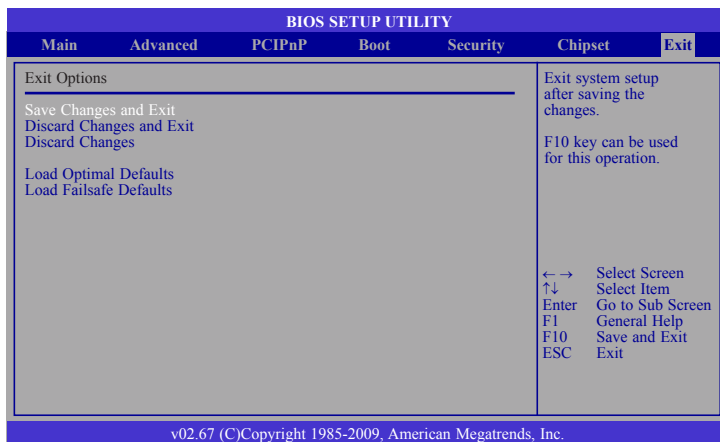 BIOS SETUP UTILITY
Main Advanced PCIPnP Boot Security Chipset Exit
Exit Options
Save Changes and Exit
Discard Changes and Exit
Discard Changes
Load Optimal Defaults
Load Failsafe Defaults
Exit system setup
after saving the
changes.
F10 key can be used
for this operation.
← → Select Screen
↑↓ Select Item
Enter Go to Sub Screen
F1 General Help
F10 Save and Exit
ESC Exit
v02.67 (C)Copyright 1985-2009, American Megatrends, Inc.